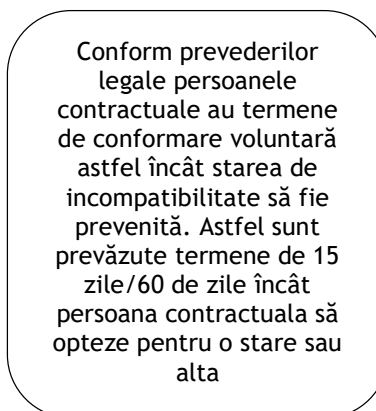 Conform prevederilor
legale persoanele
contractuale au termene
de conformare voluntară
astfel încât starea de
incompatibilitate să fie
prevenită. Astfel sunt
prevăzute termene de 15
zile/60 de zile încât
persoana contractuala să
opteze pentru o stare sau
alta